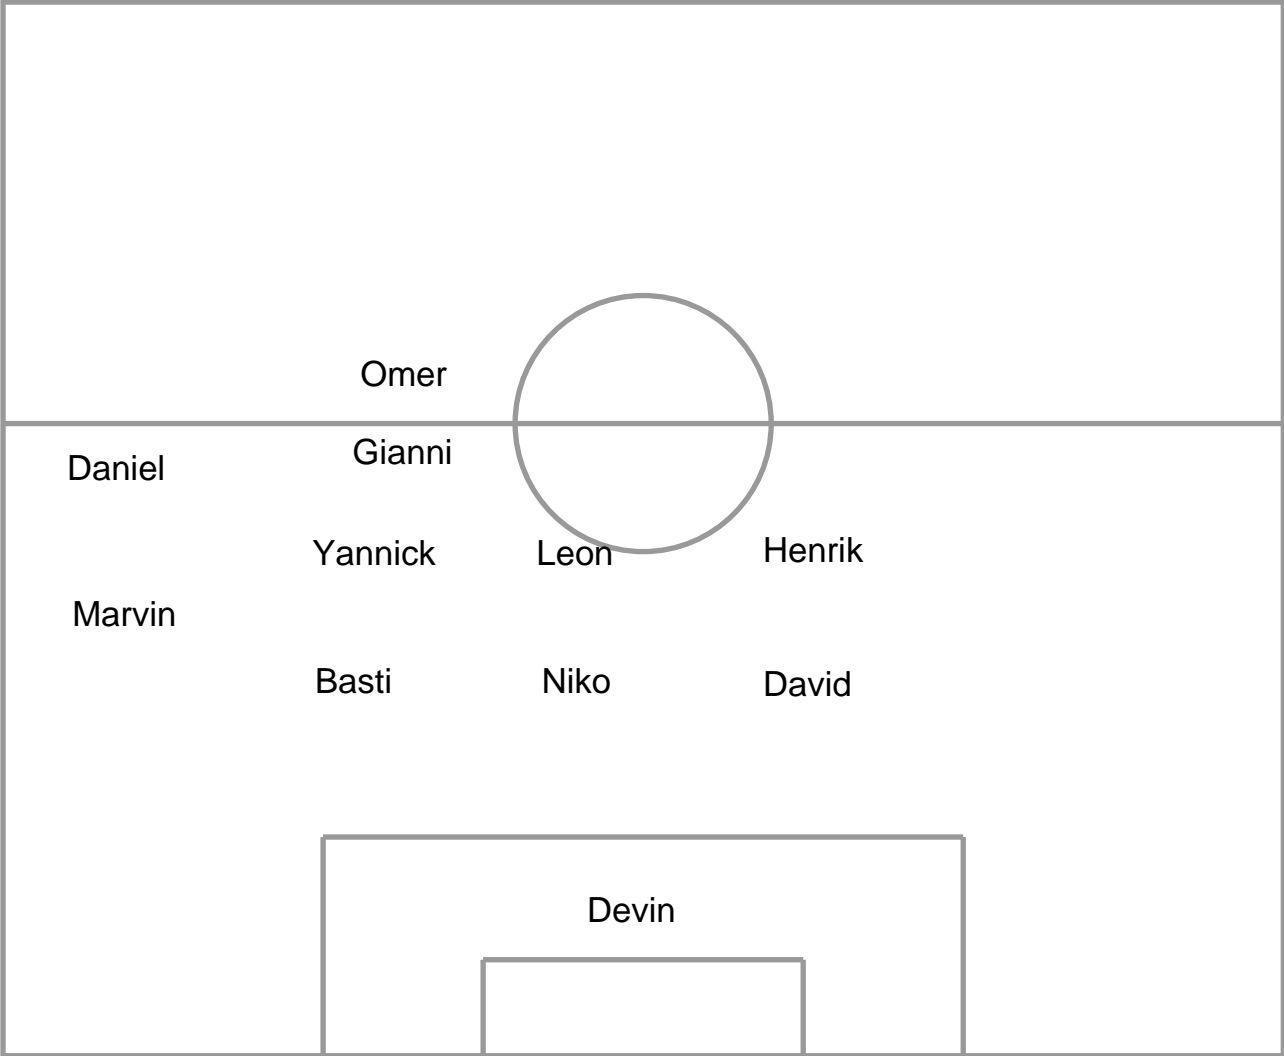 Omer
Gianni
Daniel
Yannick
Leon
Henrik
Marvin
Basti
Niko
David
Devin